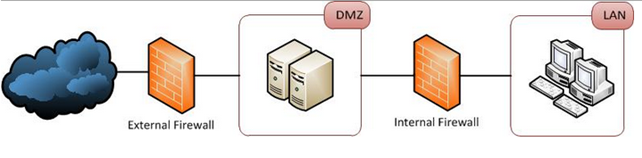 DMZ
LAN
External Firewall
Internal Firewall